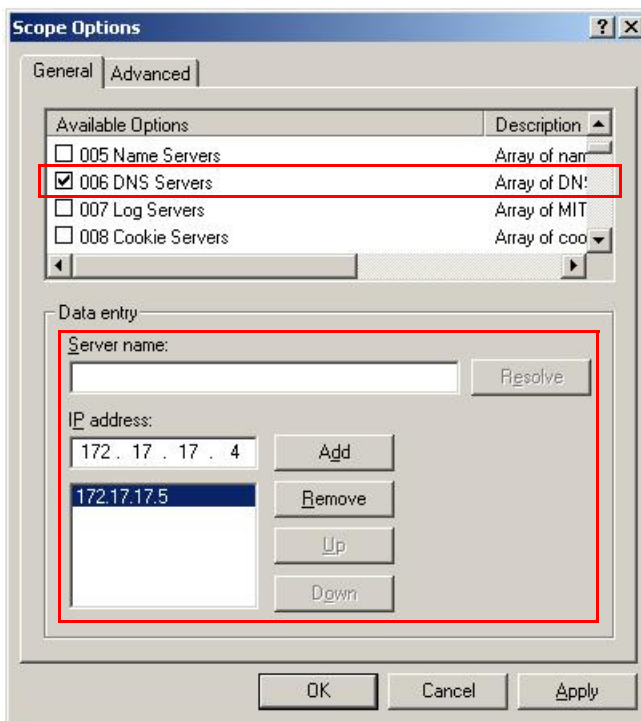 Scope Options
General
Advanced
Available Options Description
005 Name Servers Array of nam
006 DNS Servers Array of DN
007 Log Servers Array of MIT
008 Cookie Servers Array of coo
Data entry
Server name:
Resolve
IP address:
172 . 17 . 17 . 4
Add
172.17.17.5
Remove
Up
Down
OK Cancel Apply